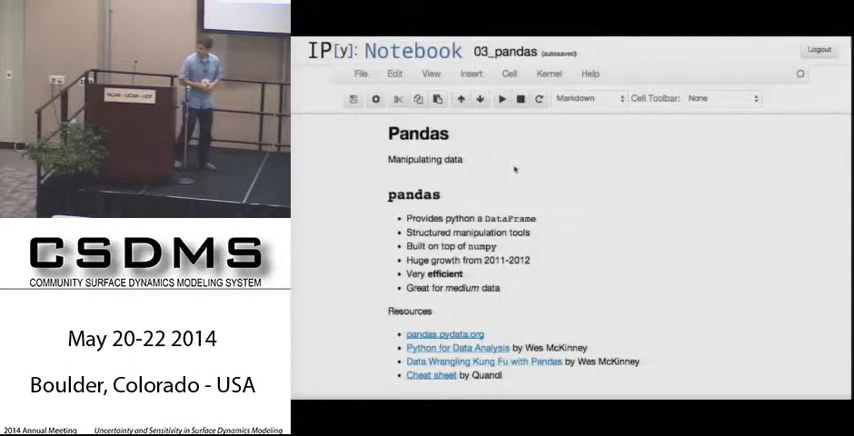 NCAR - UCAR - UCP
CSDMS
COMMUNITY SURFACE DYNAMICS MODELING SYSTEM
May 20-22 2014
Boulder, Colorado - USA
2014 Annual Meeting Uncertainty and Sensitivity in Surface Dynamics Modeling
IP[y]: Notebook 03_pandas (autosaved) Logout
File Edit View Insert Cell Kernel Help
Markdown Cell Toolbar: None
Pandas
Manipulating data
pandas
• Provides python a DataFrame
• Structured manipulation tools
• Built on top of numpy
• Huge growth from 2011-2012
• Very efficient
• Great for medium data
Resources
• pandas.pydata.org
• Python for Data Analysis by Wes McKinney
• Data Wrangling Kung Fu with Pandas by Wes McKinney
• Cheat sheet by Quandl